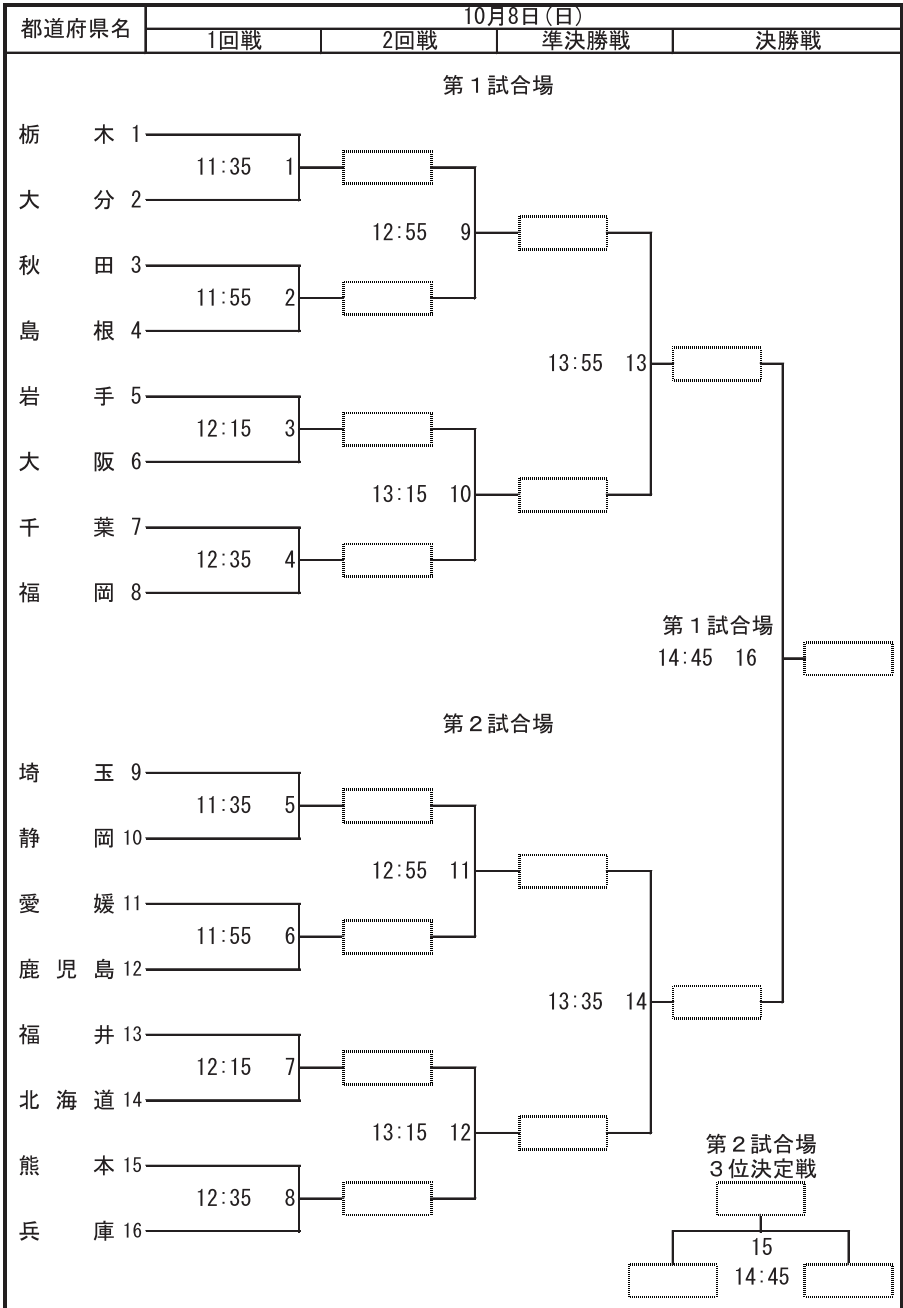 都道府県名
10月8日(日)
1回戦 2回戦 準決勝戦 決勝戦
第1試合場
栃木 1
11:35 1
大分 2
12:55 9
秋田 3
11:55 2
島根 4
13:55 13
岩手 5
12:15 3
大阪 6
13:15 10
千葉 7
12:35 4
福岡 8
第1試合場
14:45 16
第2試合場
埼玉 9
11:35 5
静岡 10
12:55 11
愛媛 11
11:55 6
鹿児島 12
13:35 14
福井 13
12:15 7
北海道 14
13:15 12
熊本 15
12:35 8
兵庫 16
第2試合場
3位決定戦
15
14:45